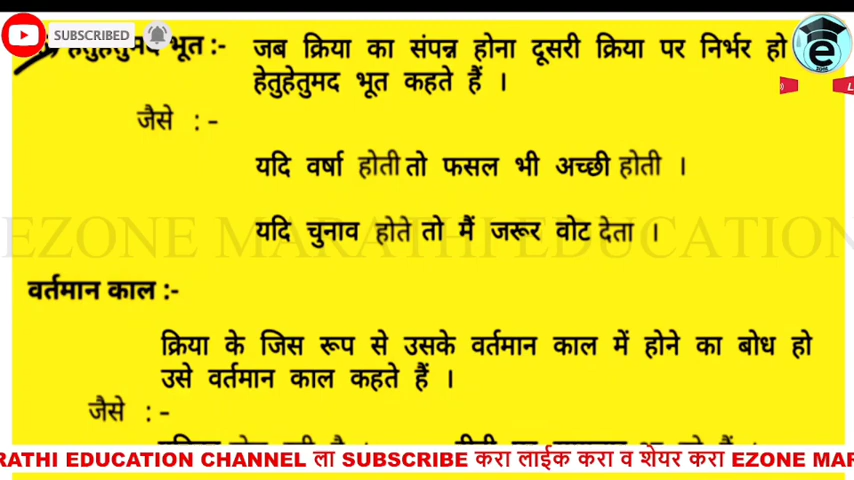 SUBSCRIBED
भूत :- जब क्रिया का संपन्न होना दूसरी क्रिया पर निर्भर हो
हेतुहेतुमद भूत कहते हैं ।
जैसे :-
यदि वर्षा होती तो फसल भी अच्छी होती ।
EZONE MARATHI EDUCATION
यदि चुनाव होते तो मैं जरूर वोट देता ।
वर्तमान काल :-
क्रिया के जिस रूप से उसके वर्तमान काल में होने का बोध हो
उसे वर्तमान काल कहते हैं ।
जैसे :-
RATHI EDUCATION CHANNEL ला SUBSCRIBE करा लाईक करा व शेयर करा EZONE MAR